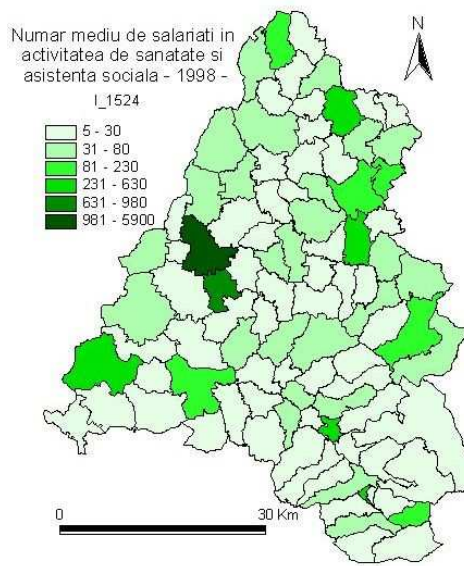 Numar mediu de salariati in
activitatea de sanatate si
asistenta sociala - 1998 -
I_1524
5 - 30
31 - 80
81 - 230
231 - 630
631 - 980
981 - 5900
N
0 30 Km